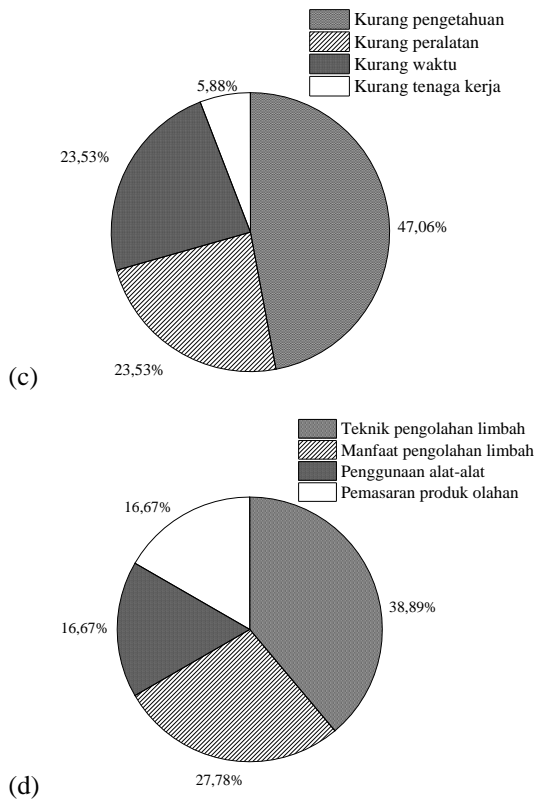 Kurang pengetahuan
Kurang peralatan
Kurang waktu
Kurang tenaga kerja
5,88%
23,53%
47,06%
23,53%
(c)
Teknik pengolahan limbah
Manfaat pengolahan limbah
Penggunaan alat-alat
Pemasaran produk olahan
16,67%
38,89%
16,67%
27,78%
(d)